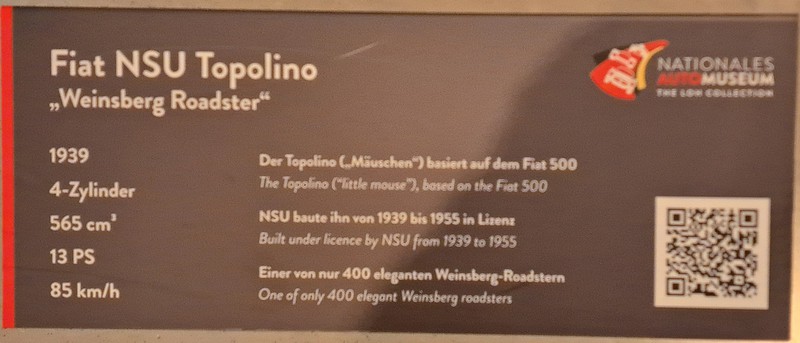 Fiat NSU Topolino
„Weinsberg Roadster“
NATIONALES
AUTOMUSEUM
THE LOH COLLECTION
1939
4-Zylinder
565 cm³
13 PS
85 km/h
Der Topolino („Mäuschen“) basiert auf dem Fiat 500
The Topolino (“little mouse”), based on the Fiat 500
NSU baute ihn von 1939 bis 1955 in Lizenz
Built under licence by NSU from 1939 to 1955
Einer von nur 400 eleganten Weinsberg-Roadstern
One of only 400 elegant Weinsberg roadsters